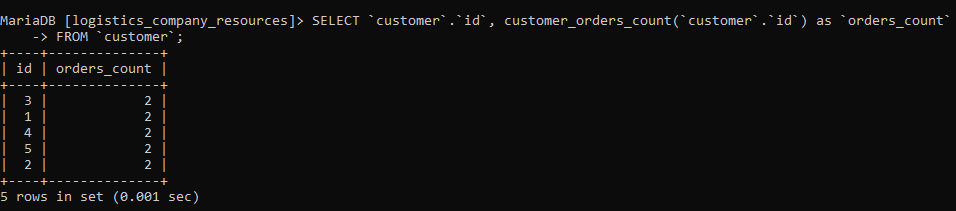 MariaDB [logistics_company_resources]> SELECT `customer`.`id`, customer_orders_count(`customer`.`id`) as `orders_count`
    -> FROM `customer`;
+----+--------------+
| id | orders_count |
+----+--------------+
|  3 |            2 |
|  1 |            2 |
|  4 |            2 |
|  5 |            2 |
|  2 |            2 |
+----+--------------+
5 rows in set (0.001 sec)